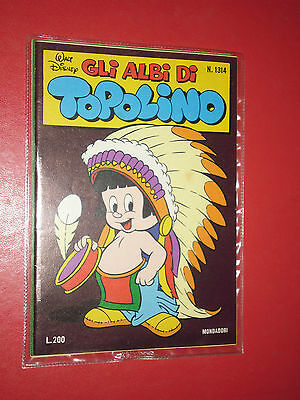 Walt Disney
GLI ALBI DI
N. 1314
TOPOLINO
L.200
MONDADORI